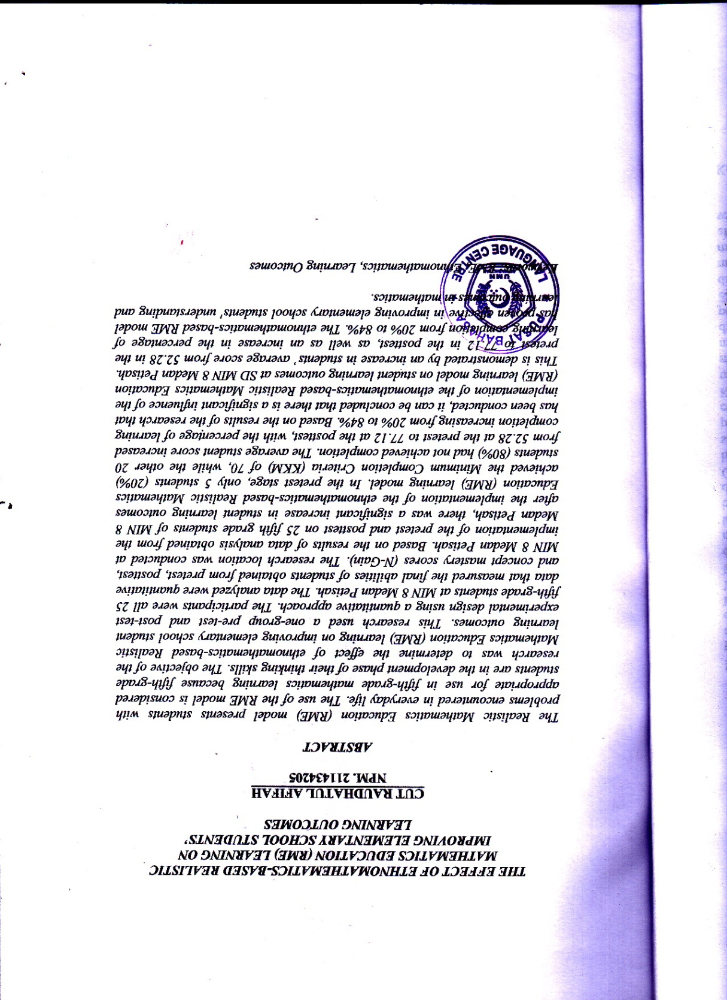 THE EFFECT OF ETHNOMATHEMATICS-BASED REALISTIC
MATHEMATICS EDUCATION (RME) LEARNING ON
IMPROVING ELEMENTARY SCHOOL STUDENTS'
LEARNING OUTCOMES
CUT RAUDHATUL AFIFAH
NPM. 211434205
ABSTRACT
The Realistic Mathematics Education (RME) model presents students with
problems encountered in everyday life. The use of the RME model is considered
appropriate for use in fifth-grade mathematics learning because fifth-grade
students are in the development phase of their thinking skills. The objective of the
research was to determine the effect of ethnomathematics-based Realistic
Mathematics Education (RME) learning on improving elementary school student
learning outcomes. This research used a one-group pre-test and post-test
experimental design using a quantitative approach. The participants were all 25
fifth-grade students at MIN 8 Medan Petisah. The data analyzed were quantitative
data that measured the final abilities of students obtained from pretest, posttest,
and concept mastery scores (N-Gain). The research location was conducted at
MIN 8 Medan Petisah. Based on the results of data analysis obtained from the
implementation of the pretest and posttest on 25 fifth grade students of MIN 8
Medan Petisah, there was a significant increase in student learning outcomes
after the implementation of the ethnomathematics-based Realistic Mathematics
Education (RME) learning model. In the pretest stage, only 5 students (20%)
achieved the Minimum Completion Criteria (KKM) of 70, while the other 20
students (80%) had not achieved completion. The average student score increased
from 52.28 at the pretest to 77.12 at the posttest, with the percentage of learning
completion increasing from 20% to 84%. Based on the results of the research that
has been conducted, it can be concluded that there is a significant influence of the
implementation of the ethnomathematics-based Realistic Mathematics Education
(RME) learning model on student learning outcomes at SD MIN 8 Medan Petisah.
This is demonstrated by an increase in students' average score from 52.28 in the
pretest to 77.12 in the posttest, as well as an increase in the percentage of
learning completion from 20% to 84%. The ethnomathematics-based RME model
has proven effective in improving elementary school students' understanding and
learning outcomes in mathematics.
Keywords: RME, Ethnomathematics, Learning Outcomes
PUSAT BAHASA
UMN
LANGUAGE CENTRE